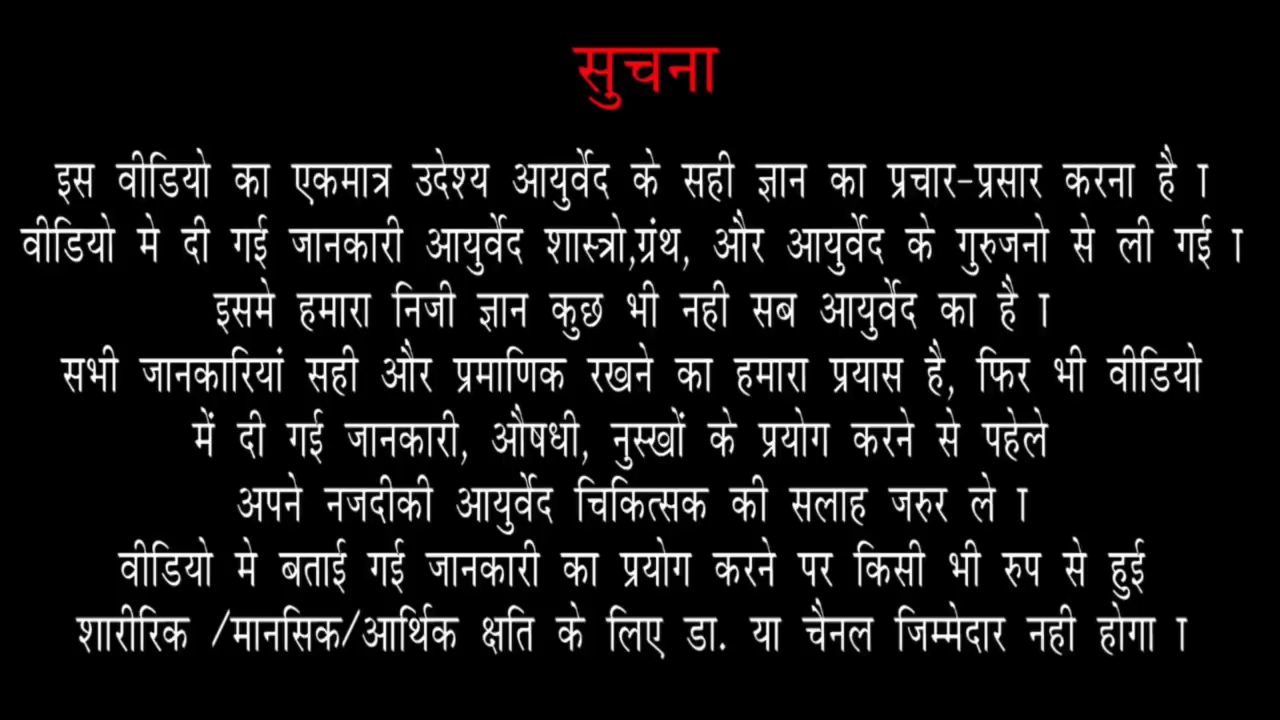 सुचना
इस वीडियो का एकमात्र उदेश्य आयुर्वेद के सही ज्ञान का प्रचार-प्रसार करना है ।
वीडियो मे दी गई जानकारी आयुर्वेद शास्त्रो,ग्रंथ, और आयुर्वेद के गुरुजनो से ली गई ।
इसमे हमारा निजी ज्ञान कुछ भी नही सब आयुर्वेद का है ।
सभी जानकारियां सही और प्रमाणिक रखने का हमारा प्रयास है, फिर भी वीडियो
में दी गई जानकारी, औषधी, नुस्खों के प्रयोग करने से पहेले
अपने नजदीकी आयुर्वेद चिकित्सक की सलाह जरुर ले ।
वीडियो मे बताई गई जानकारी का प्रयोग करने पर किसी भी रुप से हुई
शारीरिक /मानसिक/आर्थिक क्षति के लिए डा. या चैनल जिम्मेदार नही होगा ।